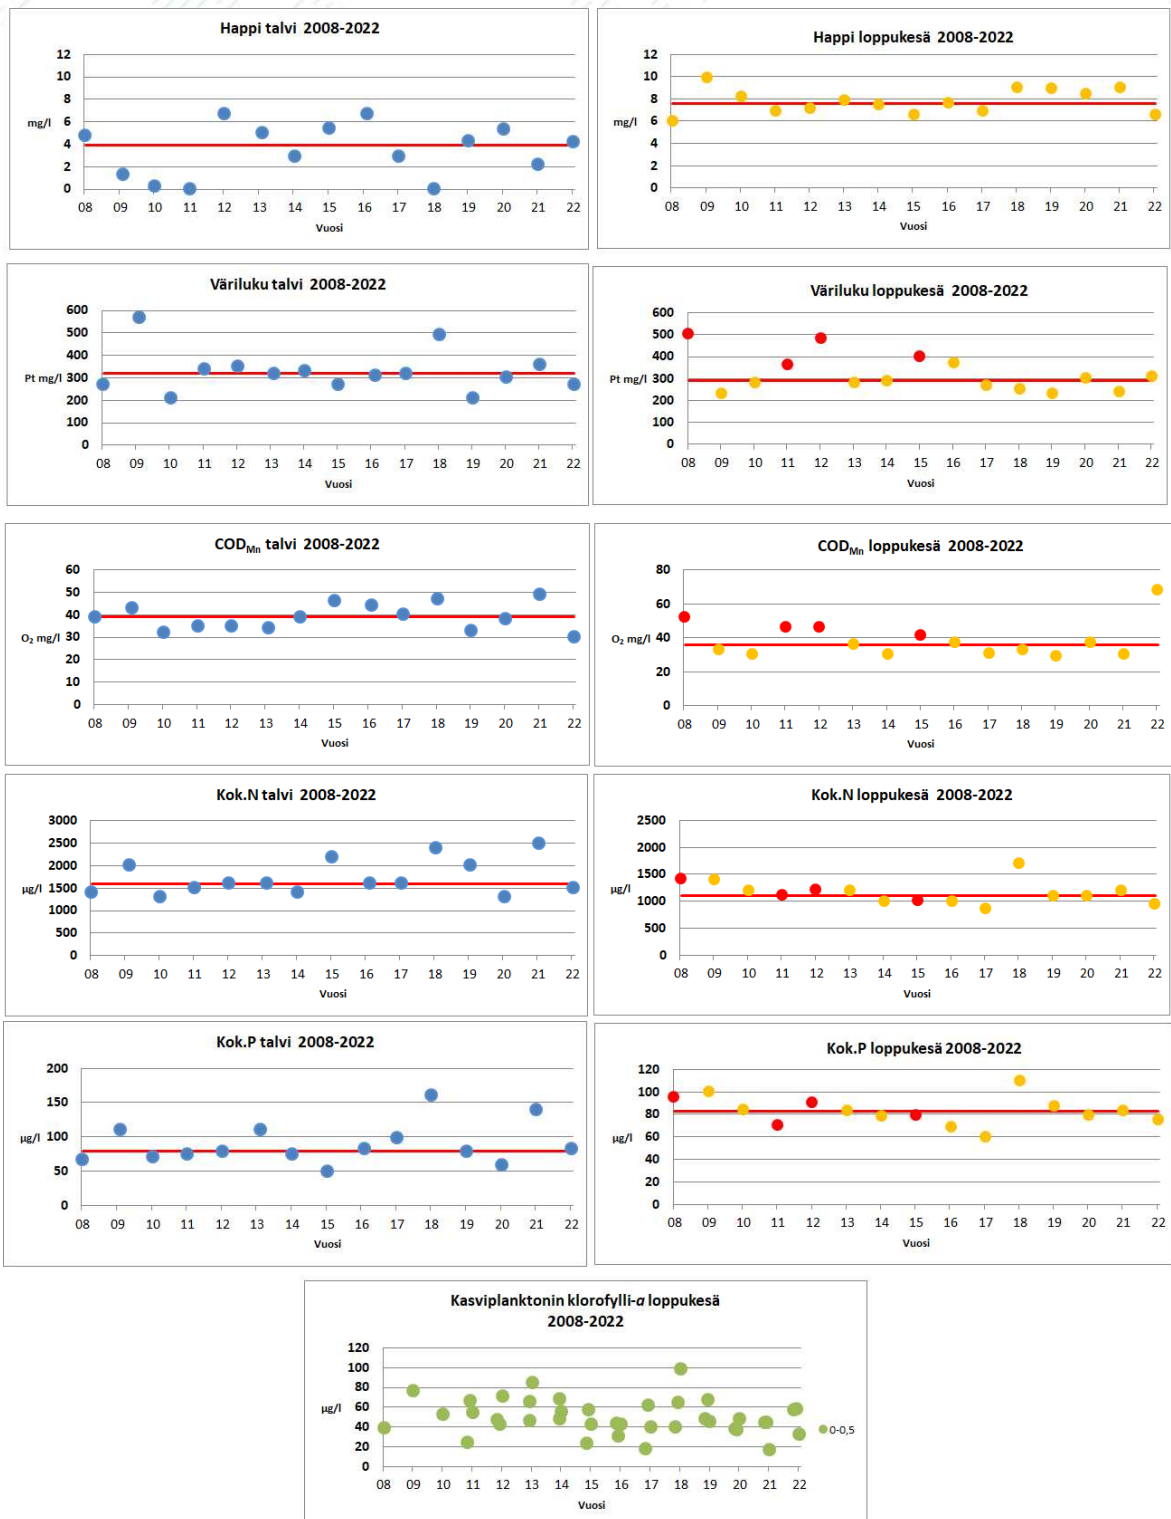 Happi talvi 2008-2022
12
10
8
6
4
2
0
mg/l
08 09 10 11 12 13 14 15 16 17 18 19 20 21 22
Vuosi
Happi loppukesä 2008-2022
12
10
8
6
4
2
0
mg/l
08 09 10 11 12 13 14 15 16 17 18 19 20 21 22
Vuosi
Väriluku talvi 2008-2022
600
500
400
300
200
100
0
Pt mg/l
08 09 10 11 12 13 14 15 16 17 18 19 20 21 22
Vuosi
Väriluku loppukesä 2008-2022
600
500
400
300
200
100
0
Pt mg/l
08 09 10 11 12 13 14 15 16 17 18 19 20 21 22
Vuosi
COD<sub>Mn</sub> talvi 2008-2022
60
50
40
30
20
10
0
O₂ mg/l
08 09 10 11 12 13 14 15 16 17 18 19 20 21 22
Vuosi
COD<sub>Mn</sub> loppukesä 2008-2022
80
60
40
20
0
O₂ mg/l
08 09 10 11 12 13 14 15 16 17 18 19 20 21 22
Vuosi
Kok.N talvi 2008-2022
3000
2500
2000
1500
1000
500
0
µg/l
08 09 10 11 12 13 14 15 16 17 18 19 20 21 22
Vuosi
Kok.N loppukesä 2008-2022
2500
2000
1500
1000
500
0
µg/l
08 09 10 11 12 13 14 15 16 17 18 19 20 21 22
Vuosi
Kok.P talvi 2008-2022
200
150
100
50
0
µg/l
08 09 10 11 12 13 14 15 16 17 18 19 20 21 22
Vuosi
Kok.P loppukesä 2008-2022
120
100
80
60
40
20
0
µg/l
08 09 10 11 12 13 14 15 16 17 18 19 20 21 22
Vuosi
Kasviplanktonin klorofylli-a loppukesä
2008-2022
120
100
80
60
40
20
0
µg/l
08 09 10 11 12 13 14 15 16 17 18 19 20 21 22
Vuosi
0-0,5